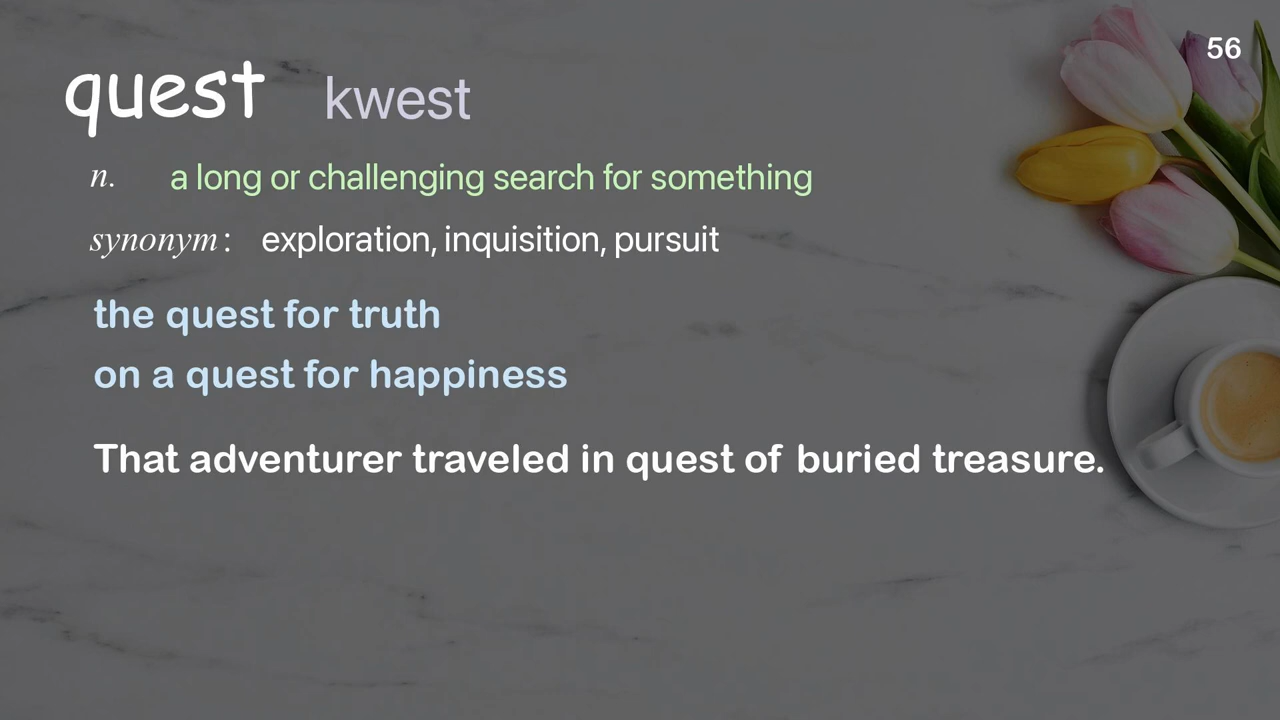 56
quest kwest
n. a long or challenging search for something
synonym: exploration, inquisition, pursuit
the quest for truth
on a quest for happiness
That adventurer traveled in quest of buried treasure.